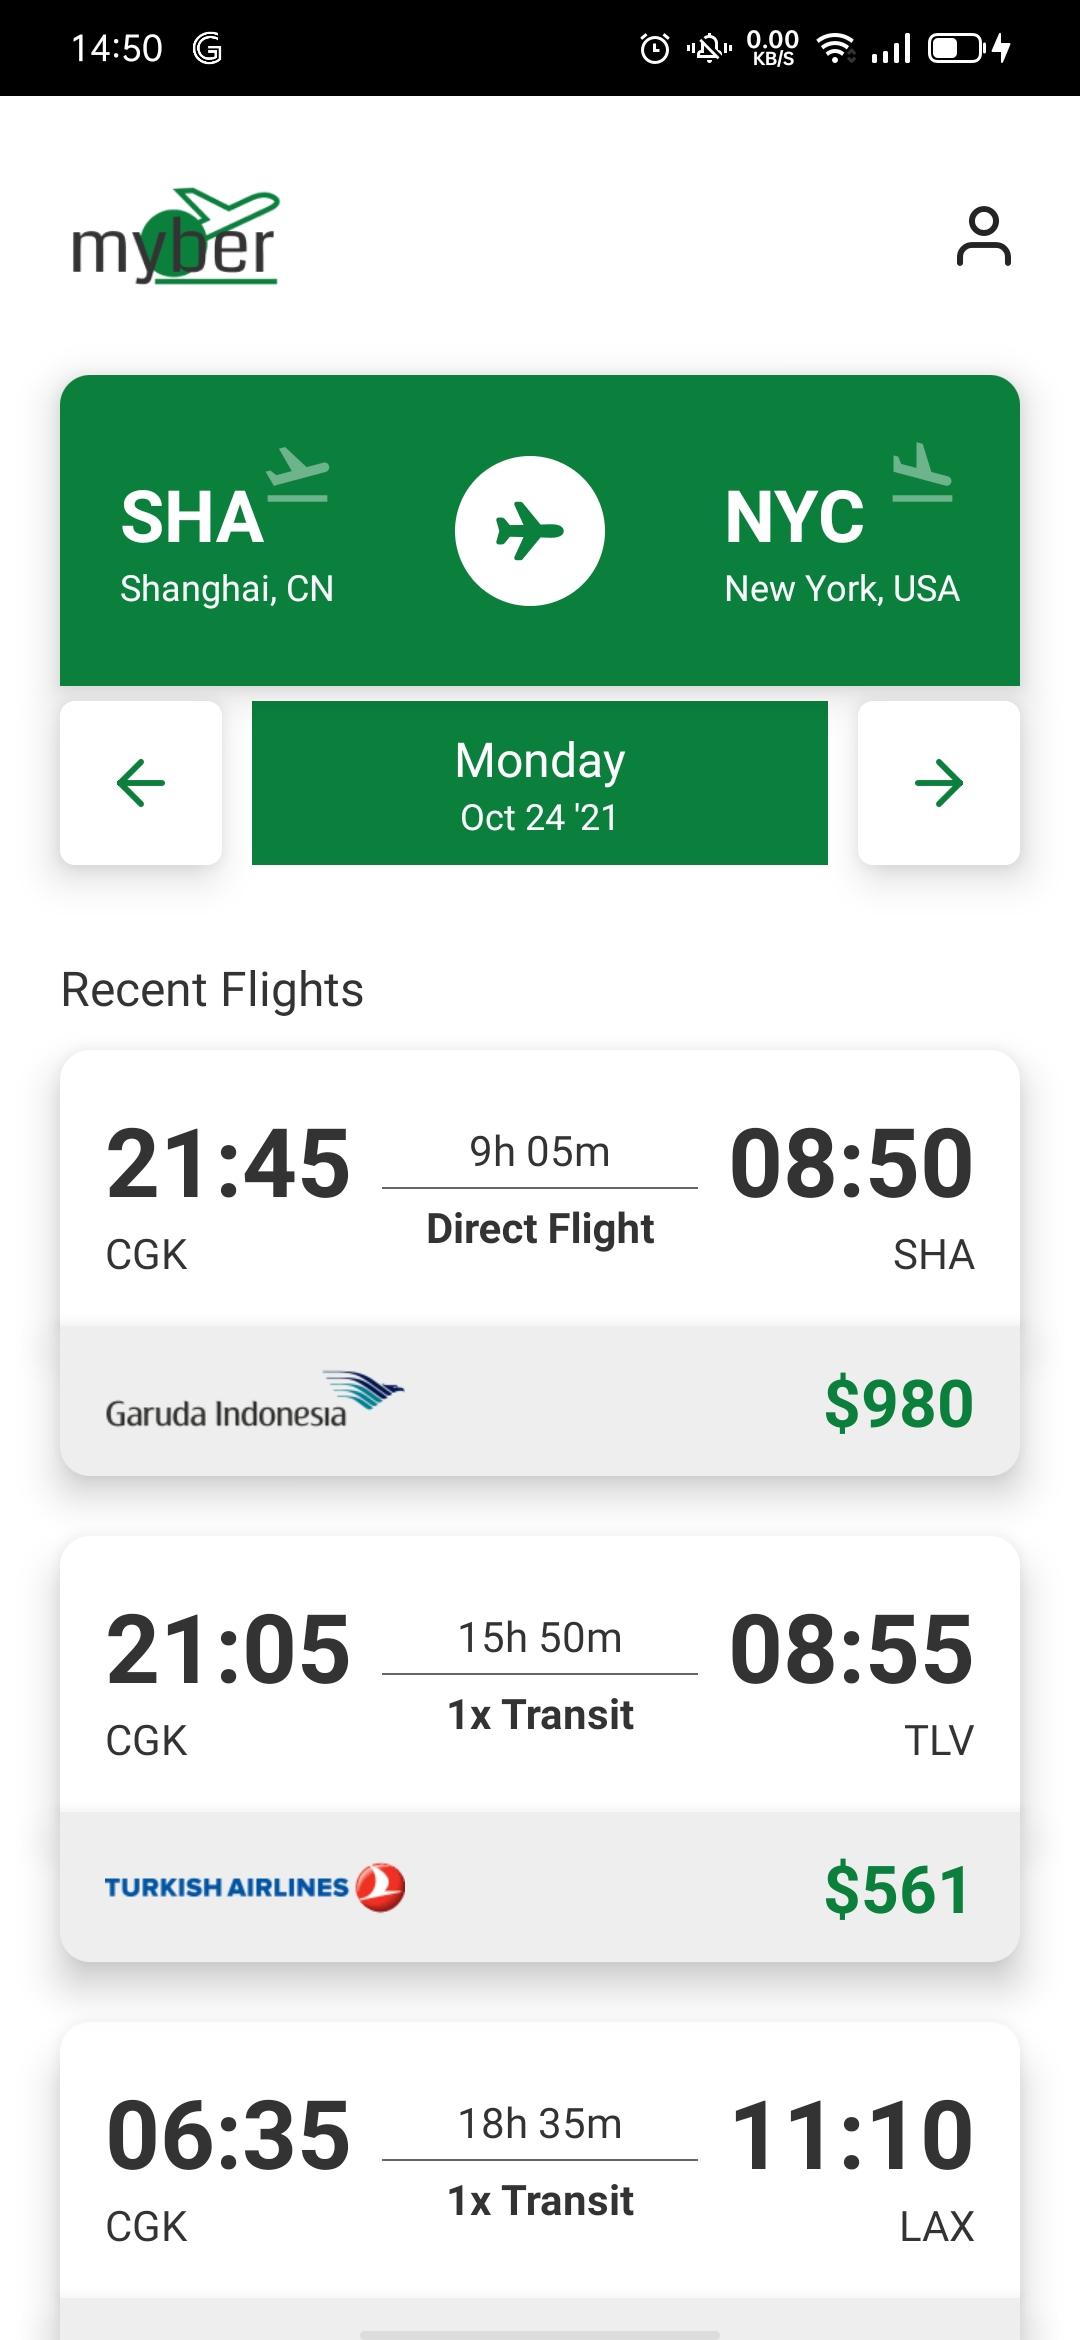 14:50
0.00
KB/S
myber
SHA
NYC
Shanghai, CN
New York, USA
Monday
Oct 24 '21
Recent Flights
21:45
9h 05m
08:50
Direct Flight
CGK
SHA
Garuda Indonesia
$980
21:05
15h 50m
08:55
1x Transit
CGK
TLV
TURKISH AIRLINES
$561
06:35
18h 35m
11:10
1x Transit
CGK
LAX